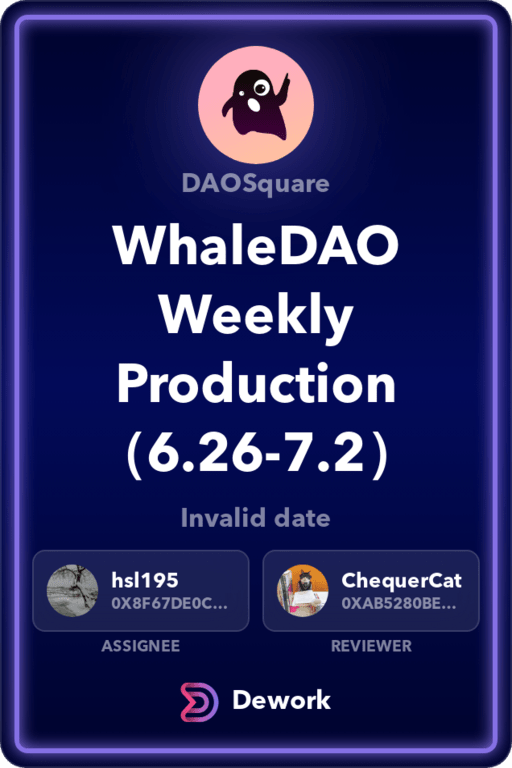 DAOSquare
WhaleDAO
Weekly
Production
(6.26-7.2)
Invalid date
hsl195
0X8F67DE0C...
ASSIGNEE
ChequerCat
0XAB5280BE...
REVIEWER
Dework